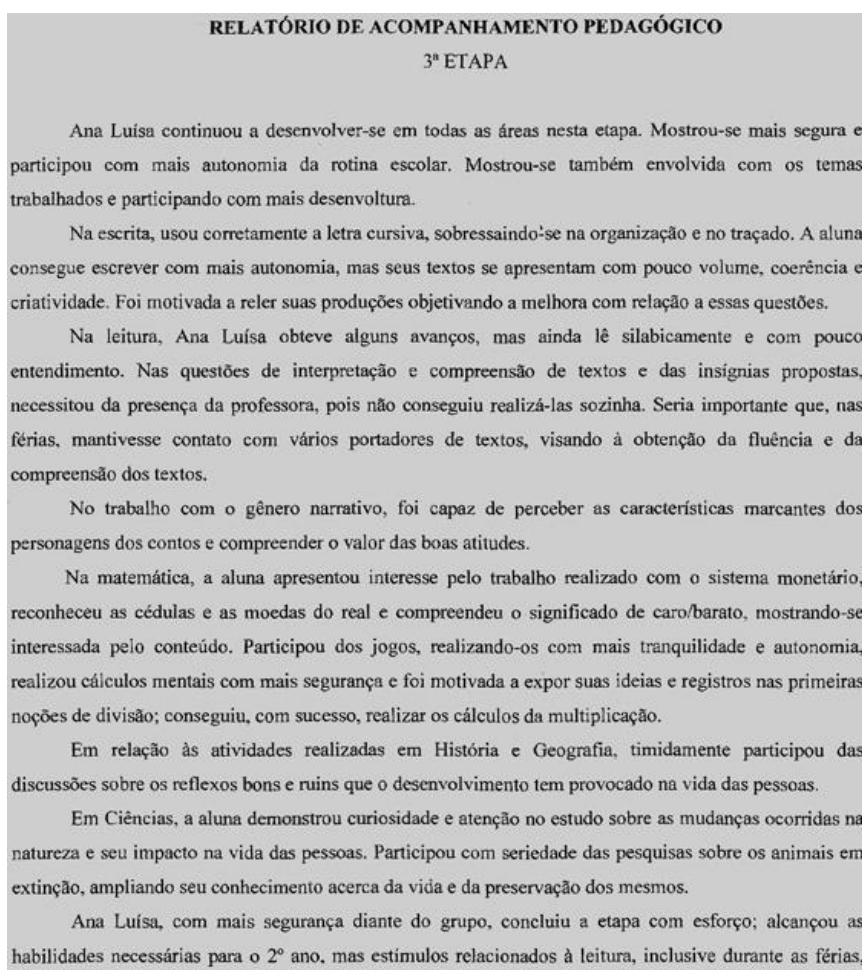 RELATÓRIO DE ACOMPANHAMENTO PEDAGÓGICO
3ª ETAPA
Ana Luísa continuou a desenvolver-se em todas as áreas nesta etapa. Mostrou-se mais segura e
participou com mais autonomia da rotina escolar. Mostrou-se também envolvida com os temas
trabalhados e participando com mais desenvoltura.
Na escrita, usou corretamente a letra cursiva, sobressaindo-se na organização e no traçado. A aluna
consegue escrever com mais autonomia, mas seus textos se apresentam com pouco volume, coerência e
criatividade. Foi motivada a reler suas produções objetivando a melhora com relação a essas questões.
Na leitura, Ana Luísa obteve alguns avanços, mas ainda lê silabicamente e com pouco
entendimento. Nas questões de interpretação e compreensão de textos e das insígnias propostas,
necessitou da presença da professora, pois não conseguiu realizá-las sozinha. Seria importante que, nas
férias, mantivesse contato com vários portadores de textos, visando à obtenção da fluência e da
compreensão dos textos.
No trabalho com o gênero narrativo, foi capaz de perceber as características marcantes dos
personagens dos contos e compreender o valor das boas atitudes.
Na matemática, a aluna apresentou interesse pelo trabalho realizado com o sistema monetário,
reconheceu as cédulas e as moedas do real e compreendeu o significado de caro/barato, mostrando-se
interessada pelo conteúdo. Participou dos jogos, realizando-os com mais tranquilidade e autonomia,
realizou cálculos mentais com mais segurança e foi motivada a expor suas ideias e registros nas primeiras
noções de divisão; conseguiu, com sucesso, realizar os cálculos da multiplicação.
Em relação às atividades realizadas em História e Geografia, timidamente participou das
discussões sobre os reflexos bons e ruins que o desenvolvimento tem provocado na vida das pessoas.
Em Ciências, a aluna demonstrou curiosidade e atenção no estudo sobre as mudanças ocorridas na
natureza e seu impacto na vida das pessoas. Participou com seriedade das pesquisas sobre os animais em
extinção, ampliando seu conhecimento acerca da vida e da preservação dos mesmos.
Ana Luísa, com mais segurança diante do grupo, concluiu a etapa com esforço; alcançou as
habilidades necessárias para o 2º ano, mas estímulos relacionados à leitura, inclusive durante as férias,